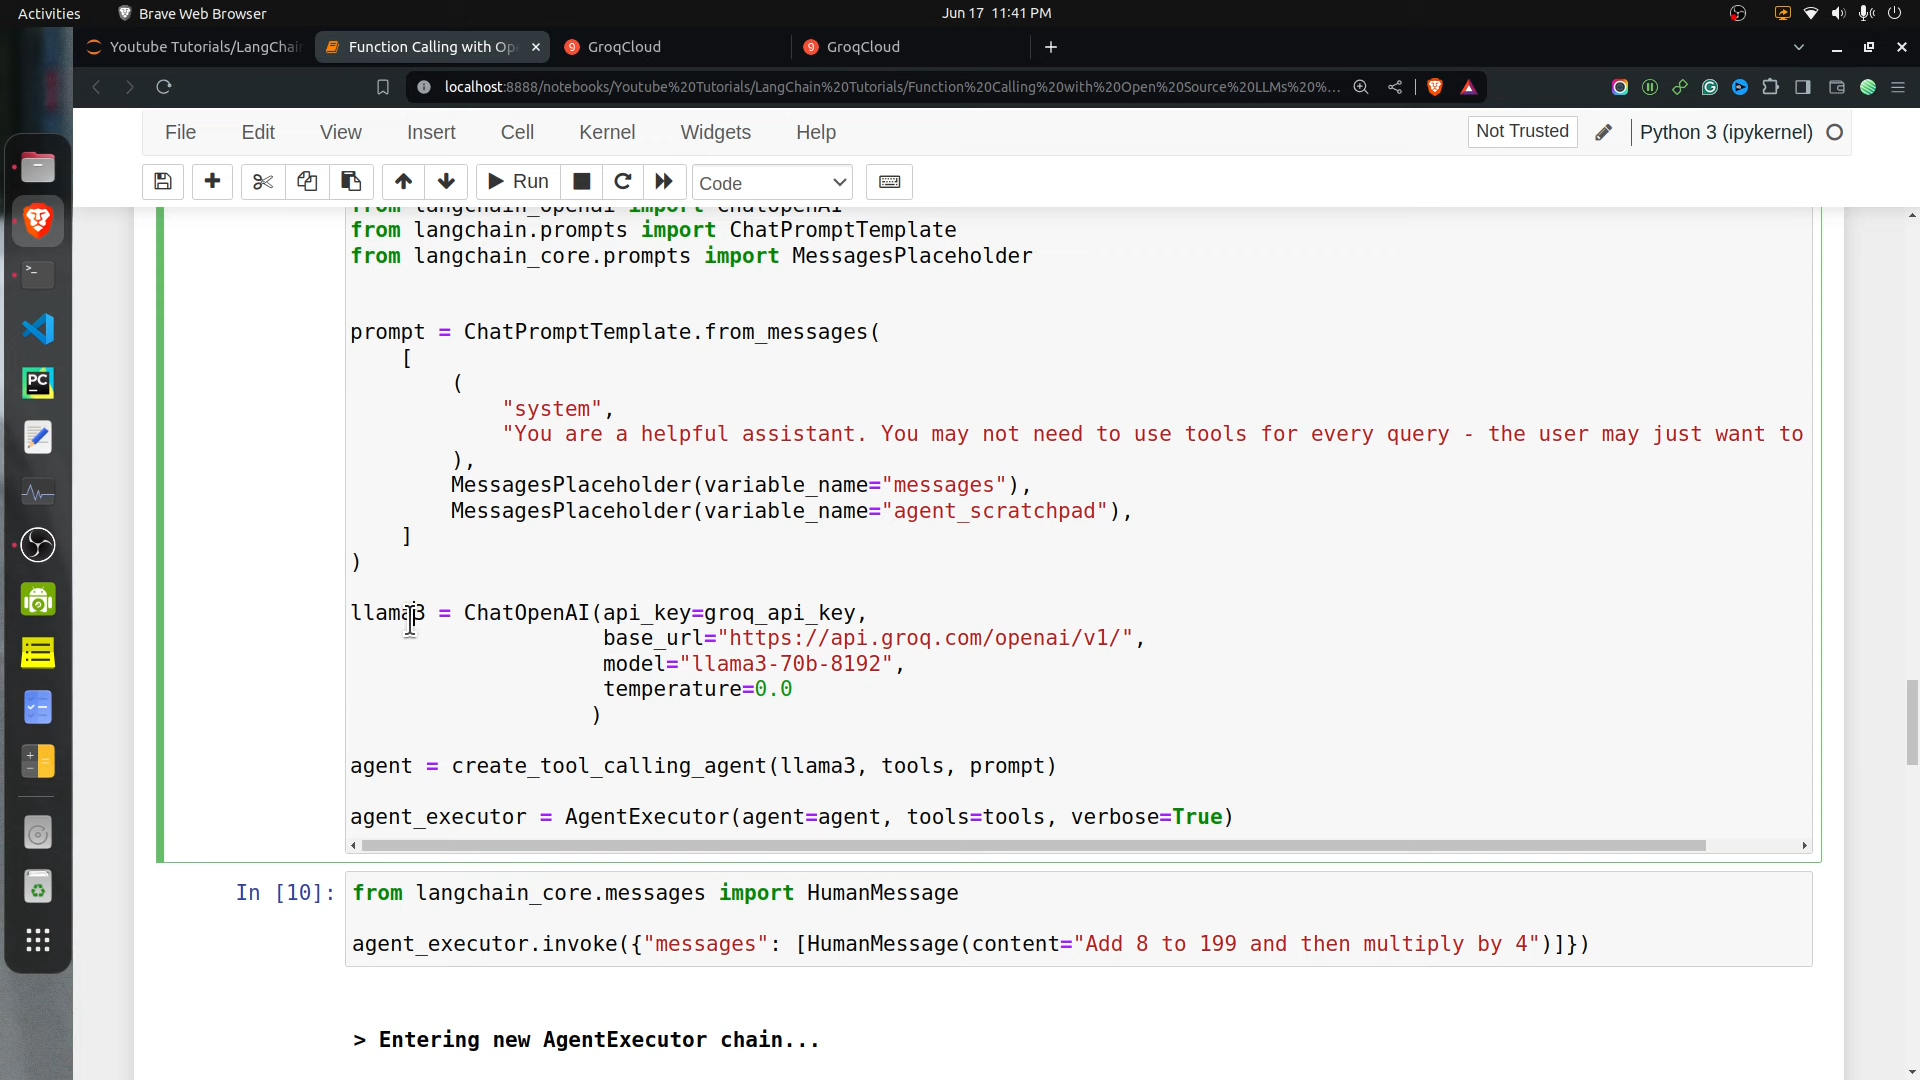 Activities
Brave Web Browser
Jun 17 11:41 PM
Youtube Tutorials/LangChain
Function Calling with Op
GroqCloud
GroqCloud
localhost:8888/notebooks/Youtube%20Tutorials/LangChain%20Tutorials/Function%20Calling%20with%20Open%20Source%20LLMs%20%...
File Edit View Insert Cell Kernel Widgets Help
Not Trusted
Python 3 (ipykernel)
Run
Code
from langchain_openai import ChatOpenAI
from langchain.prompts import ChatPromptTemplate
from langchain_core.prompts import MessagesPlaceholder
prompt = ChatPromptTemplate.from_messages(
[
(
"system",
"You are a helpful assistant. You may not need to use tools for every query - the user may just want to
),
MessagesPlaceholder(variable_name="messages"),
MessagesPlaceholder(variable_name="agent_scratchpad"),
]
)
llama3 = ChatOpenAI(api_key=groq_api_key,
base_url="https://api.groq.com/openai/v1/",
model="llama3-70b-8192",
temperature=0.0
)
agent = create_tool_calling_agent(llama3, tools, prompt)
agent_executor = AgentExecutor(agent=agent, tools=tools, verbose=True)
In [10]:
from langchain_core.messages import HumanMessage
agent_executor.invoke({"messages": [HumanMessage(content="Add 8 to 199 and then multiply by 4")]})
> Entering new AgentExecutor chain...
PC